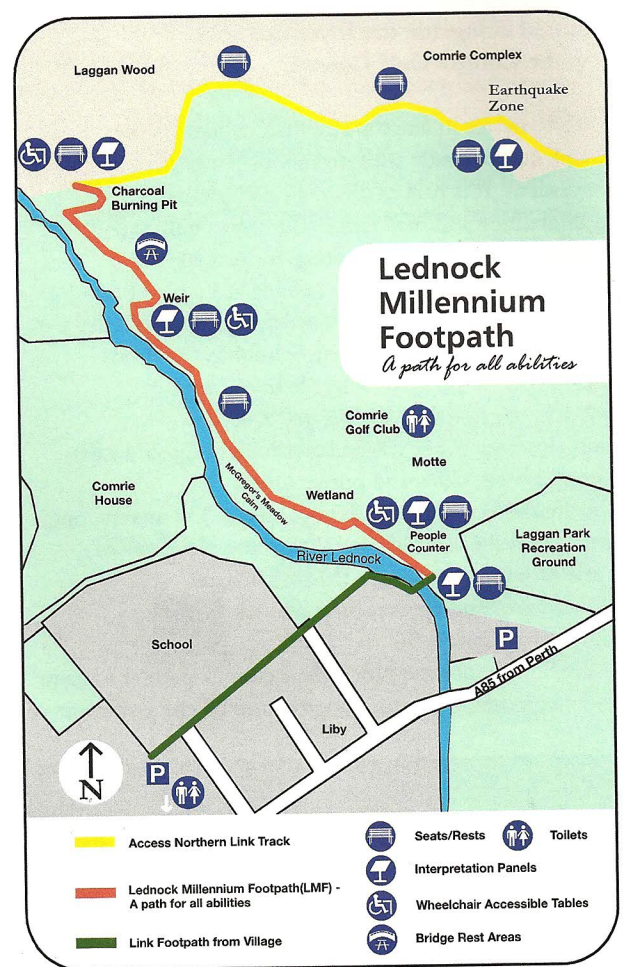 Laggan Wood
Comrie Complex
Earthquake
Zone
Charcoal
Burning Pit
Weir
Lednock
Millennium
Footpath
A path for all abilities
Comrie
Golf Club
Motte
Comrie
House
McGregor's Meadow
Cairn
Wetland
People
Counter
Laggan Park
Recreation
Ground
River Lednock
School
P
A85 from Perth
Liby
P
N
Access Northern Link Track
Lednock Millennium Footpath(LMF) -
A path for all abilities
Link Footpath from Village
Seats/Rests
Toilets
Interpretation Panels
Wheelchair Accessible Tables
Bridge Rest Areas